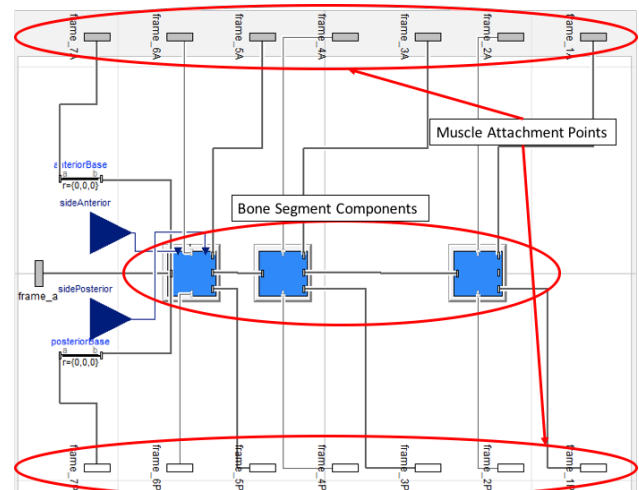 frame_7A
frame_6A
frame_5A
frame_4A
frame_3A
frame_2A
frame_1A
Muscle Attachment Points
anteriorBase
a b
r={0,0,0}
sideAnterior
Bone Segment Components
frame_a
sidePosterior
posteriorBase
a b
r={0,0,0}
frame_7P
frame_6P
frame_5P
frame_4P
frame_3P
frame_2P
frame_1P